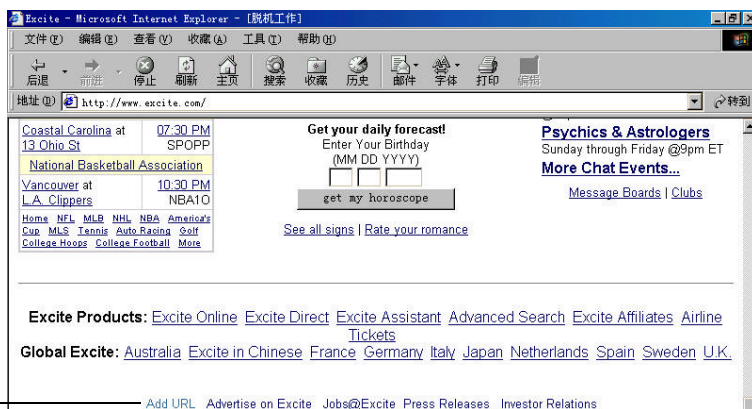 Excite - Microsoft Internet Explorer - [脱机工作]
文件(F) 编辑(E) 查看(V) 收藏(A) 工具(T) 帮助(H)
后退 前进 停止 刷新 主页 搜索 收藏 历史 邮件 字体 打印 编辑
地址(D) http://www.excite.com/ 转到
Coastal Carolina at 07:30 PM
13 Ohio St SPOPP
National Basketball Association
Vancouver at 10:30 PM
L.A. Clippers NBA10
Home NFL MLB NHL NBA America's
Cup MLS Tennis Auto Racing Golf
College Hoops College Football More
Get your daily forecast!
Enter Your Birthday
(MM DD YYYY)
get my horoscope
See all signs | Rate your romance
Psychics & Astrologers
Sunday through Friday @9pm ET
More Chat Events...
Message Boards | Clubs
Excite Products: Excite Online Excite Direct Excite Assistant Advanced Search Excite Affiliates Airline
Tickets
Global Excite: Australia Excite in Chinese France Germany Italy Japan Netherlands Spain Sweden U.K.
Add URL Advertise on Excite Jobs@Excite Press Releases Investor Relations